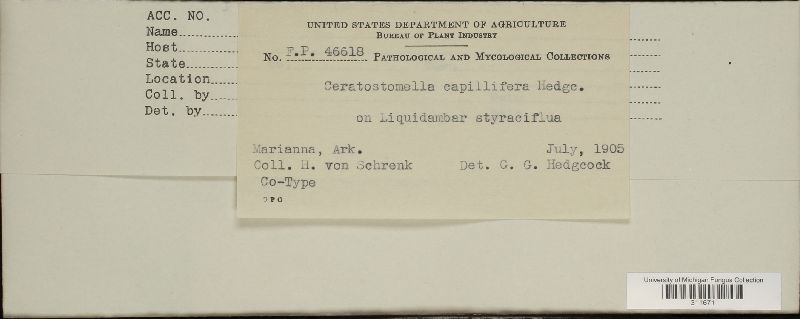 ACC. NO.
Name
Host
State
Location
Coll. by
Det. by
UNITED STATES DEPARTMENT OF AGRICULTURE
BUREAU OF PLANT INDUSTRY
No. F.P. 46618 PATHOLOGICAL AND MYCOLOGICAL COLLECTIONS
Ceratostomella capillifera Hedgc.
on Liquidambar styraciflua
Marianna, Ark. July, 1905
Coll. H. von Schrenk Det. G. G. Hedgcock
Co-Type
GPO
University of Michigan Fungus Collection
311671